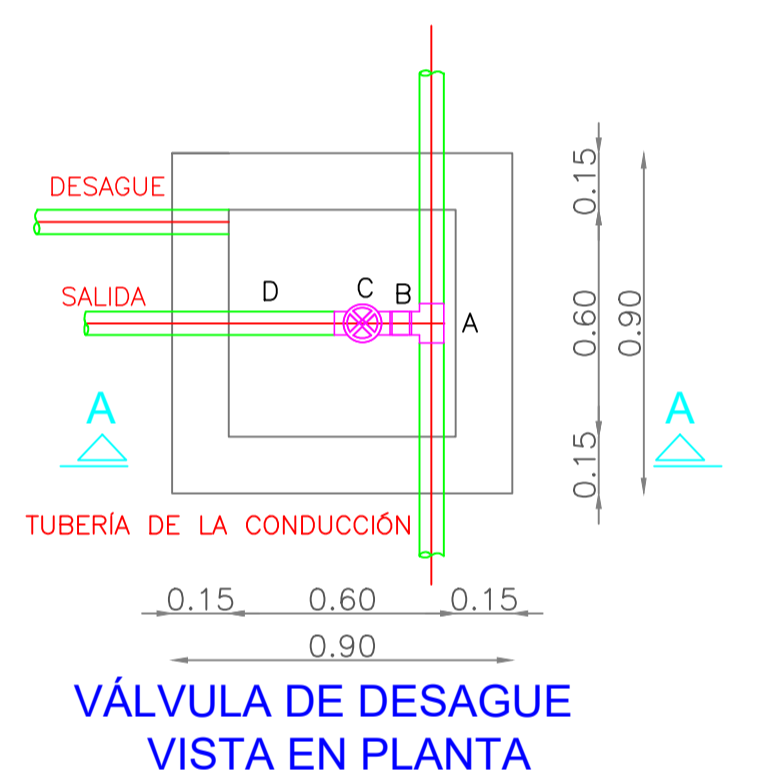 DESAGUE
0.15
SALIDA
D
C
B
A
0.60
0.90
A
A
0.15
TUBERÍA DE LA CONDUCCIÓN
0.15
0.60
0.15
0.90
VÁLVULA DE DESAGUE
VISTA EN PLANTA